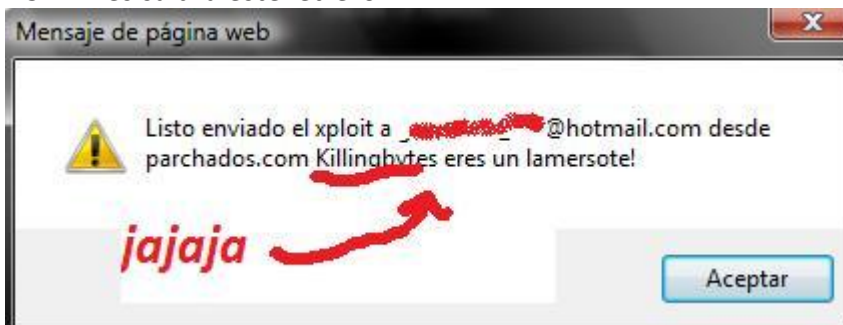 Mensaje de página web
Listo enviado el xploit a @hotmail.com desde
parchados.com Killingbytes eres un lamersote!
jajaja
Aceptar